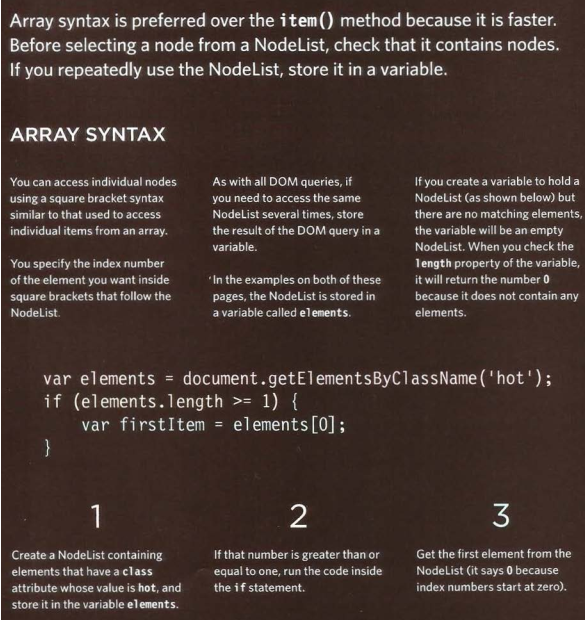 Array syntax is preferred over the item() method because it is faster.
Before selecting a node from a NodeList, check that it contains nodes.
If you repeatedly use the NodeList, store it in a variable.
ARRAY SYNTAX
You can access individual nodes
using a square bracket syntax
similar to that used to access
individual items from an array.
You specify the index number
of the element you want inside
square brackets that follow the
NodeList.
As with all DOM queries, if
you need to access the same
NodeList several times, store
the result of the DOM query in a
variable.
In the examples on both of these
pages, the NodeList is stored in
a variable called elements.
If you create a variable to hold a
NodeList (as shown below) but
there are no matching elements,
the variable will be an empty
NodeList. When you check the
length property of the variable,
it will return the number 0
because it does not contain any
elements.
var elements = document.getElementsByClassName('hot');
if (elements.length >= 1) {
    var firstItem = elements[0];
}
1
Create a NodeList containing
elements that have a class
attribute whose value is hot, and
store it in the variable elements.
2
If that number is greater than or
equal to one, run the code inside
the if statement.
3
Get the first element from the
NodeList (it says 0 because
index numbers start at zero).